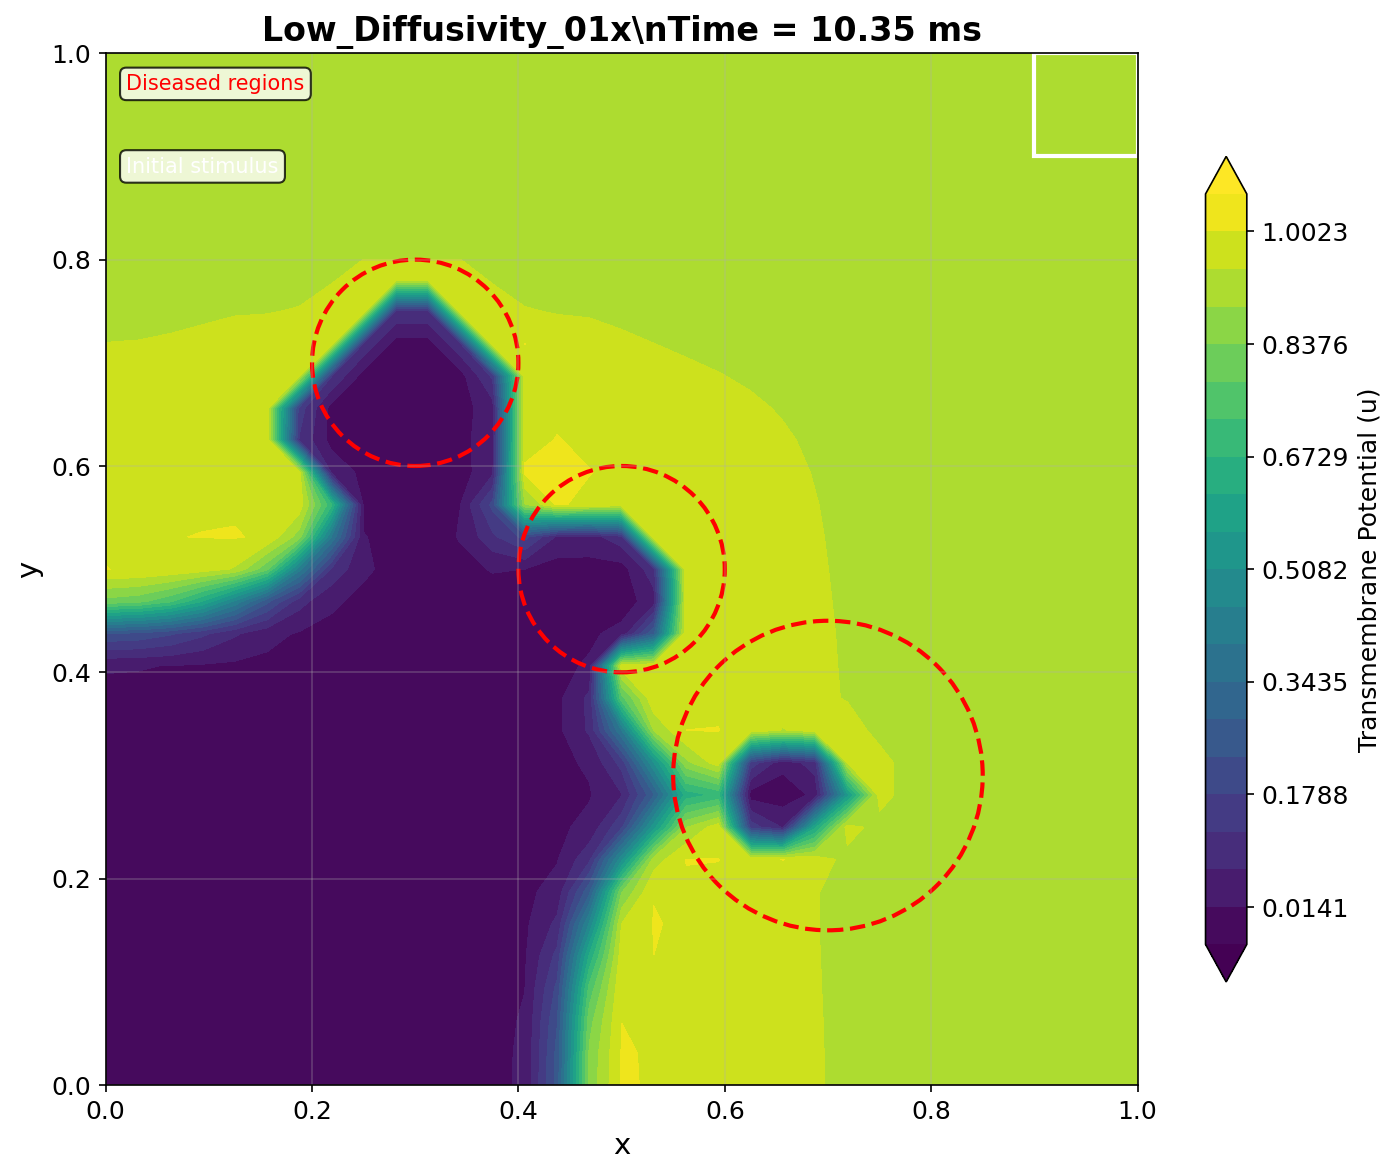 Low_Diffusivity_01x\nTime = 10.35 ms
Diseased regions
Initial stimulus
1.0
0.8
0.6
0.4
0.2
0.0
y
0.0 0.2 0.4 0.6 0.8 1.0
x
1.0023
0.8376
0.6729
0.5082
0.3435
0.1788
0.0141
Transmembrane Potential (u)